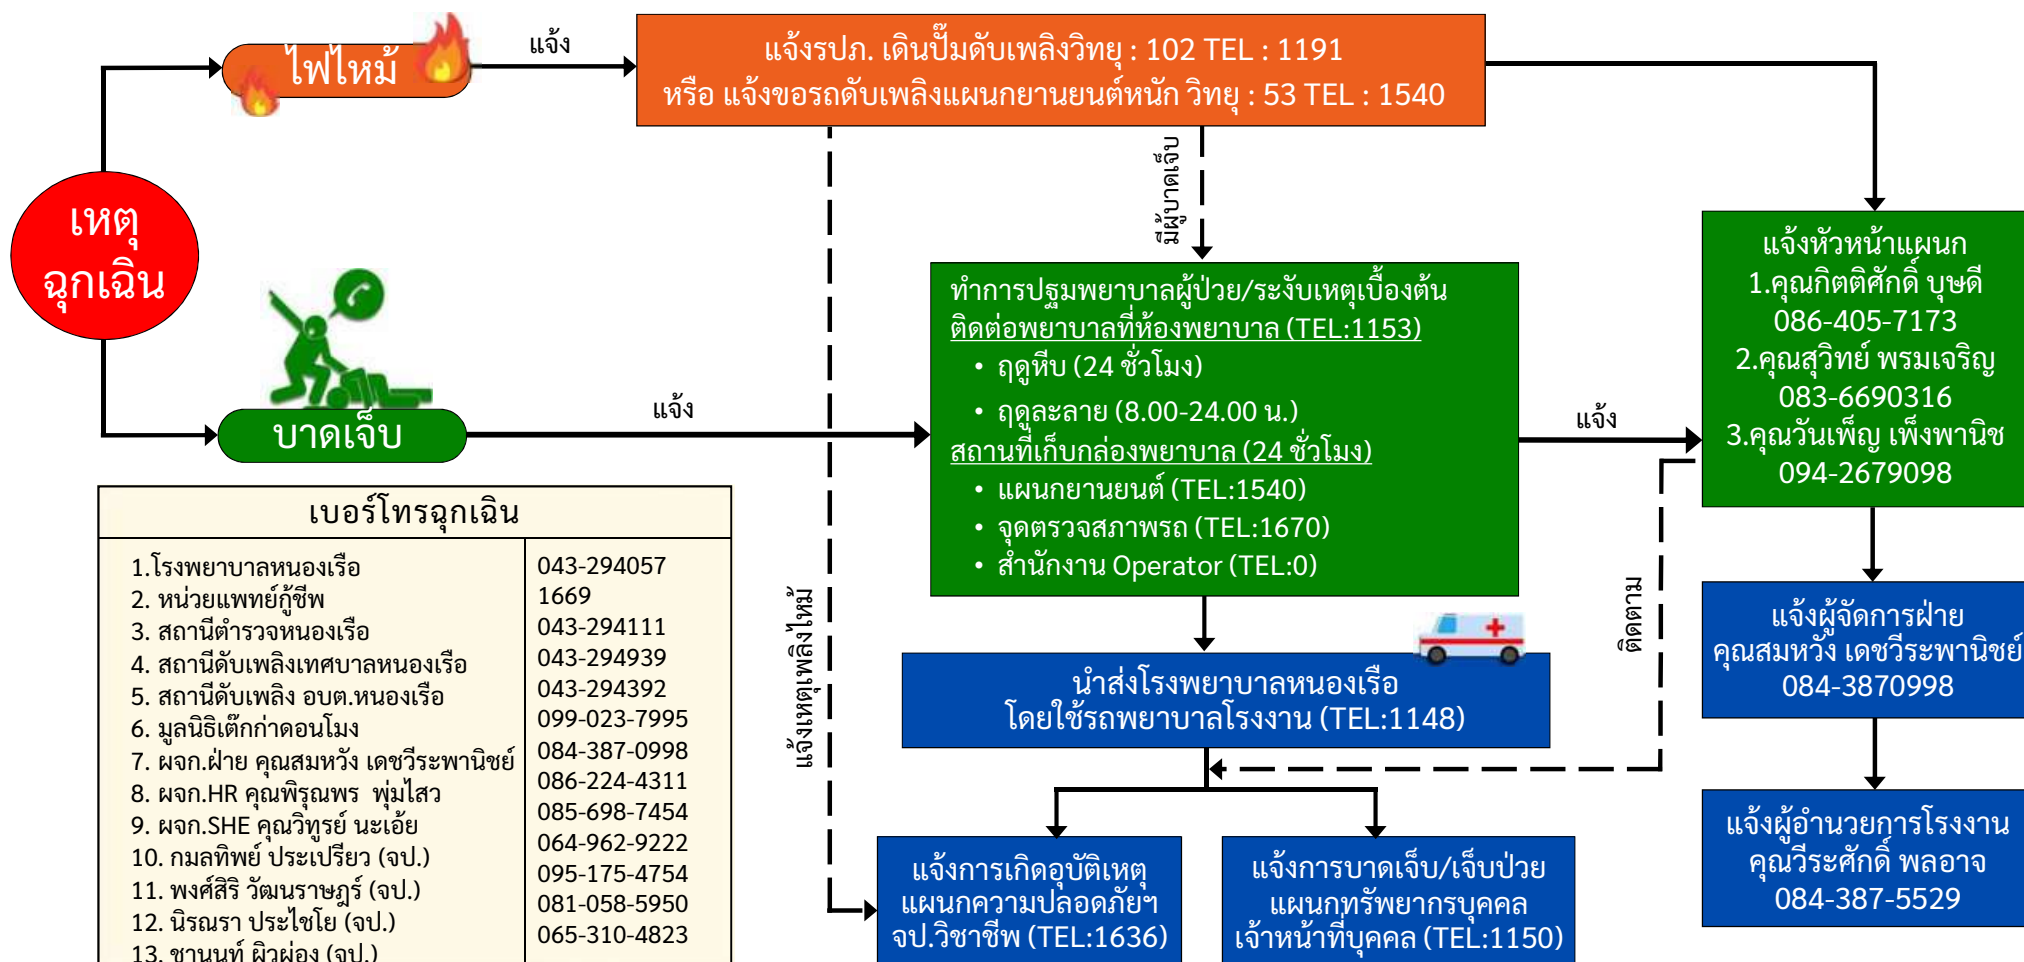 ไฟไหม้
แจ้ง
แจ้งรปภ. เดินปั๊มดับเพลิงวิทยุ : 102 TEL : 1191
หรือ แจ้งขอรถดับเพลิงแผนกยานยนต์หนัก วิทยุ : 53 TEL : 1540
เหตุ
ฉุกเฉิน
มีผู้บาดเจ็บ
บาดเจ็บ
แจ้ง
ทำการปฐมพยาบาลผู้ป่วย/ระงับเหตุเบื้องต้น
ติดต่อพยาบาลที่ห้องพยาบาล (TEL:1153)
• ฤดูหีบ (24 ชั่วโมง)
• ฤดูละลาย (8.00-24.00 น.)
สถานที่เก็บกล่องพยาบาล (24 ชั่วโมง)
• แผนกยานยนต์ (TEL:1540)
• จุดตรวจสภาพรถ (TEL:1670)
• สำนักงาน Operator (TEL:0)
แจ้ง
แจ้งหัวหน้าแผนก
1.คุณกิตติศักดิ์ บุษดี
086-405-7173
2.คุณสุวิทย์ พรมเจริญ
083-6690316
3.คุณวันเพ็ญ เพ็งพานิช
094-2679098
ติดตาม
แจ้งเหตุเพลิงไหม้
นำส่งโรงพยาบาลหนองเรือ
โดยใช้รถพยาบาลโรงงาน (TEL:1148)
แจ้งผู้จัดการฝ่าย
คุณสมหวัง เดชวีระพานิชย์
084-3870998
แจ้งผู้อำนวยการโรงงาน
คุณวีระศักดิ์ พลอาจ
084-387-5529
แจ้งการเกิดอุบัติเหตุ
แผนกความปลอดภัยฯ
จป.วิชาชีพ (TEL:1636)
แจ้งการบาดเจ็บ/เจ็บป่วย
แผนกทรัพยากรบุคคล
เจ้าหน้าที่บุคคล (TEL:1150)
เบอร์โทรฉุกเฉิน
1.โรงพยาบาลหนองเรือ 043-294057
2. หน่วยแพทย์กู้ชีพ 1669
3. สถานีตำรวจหนองเรือ 043-294111
4. สถานีดับเพลิงเทศบาลหนองเรือ 043-294939
5. สถานีดับเพลิง อบต.หนองเรือ 043-294392
6. มูลนิธิเต๊กก่าดอนโมง 099-023-7995
7. ผจก.ฝ่าย คุณสมหวัง เดชวีระพานิชย์ 084-387-0998
8. ผจก.HR คุณพิรุณพร พุ่มไสว 086-224-4311
9. ผจก.SHE คุณวิทูรย์ นะเอ้ย 085-698-7454
10. กมลทิพย์ ประเปรียว (จป.) 064-962-9222
11. พงศ์สิริ วัฒนราษฎร์ (จป.) 095-175-4754
12. นิรณรา ประไชโย (จป.) 081-058-5950
13. ชานนท์ ผิวผ่อง (จป.) 065-310-4823